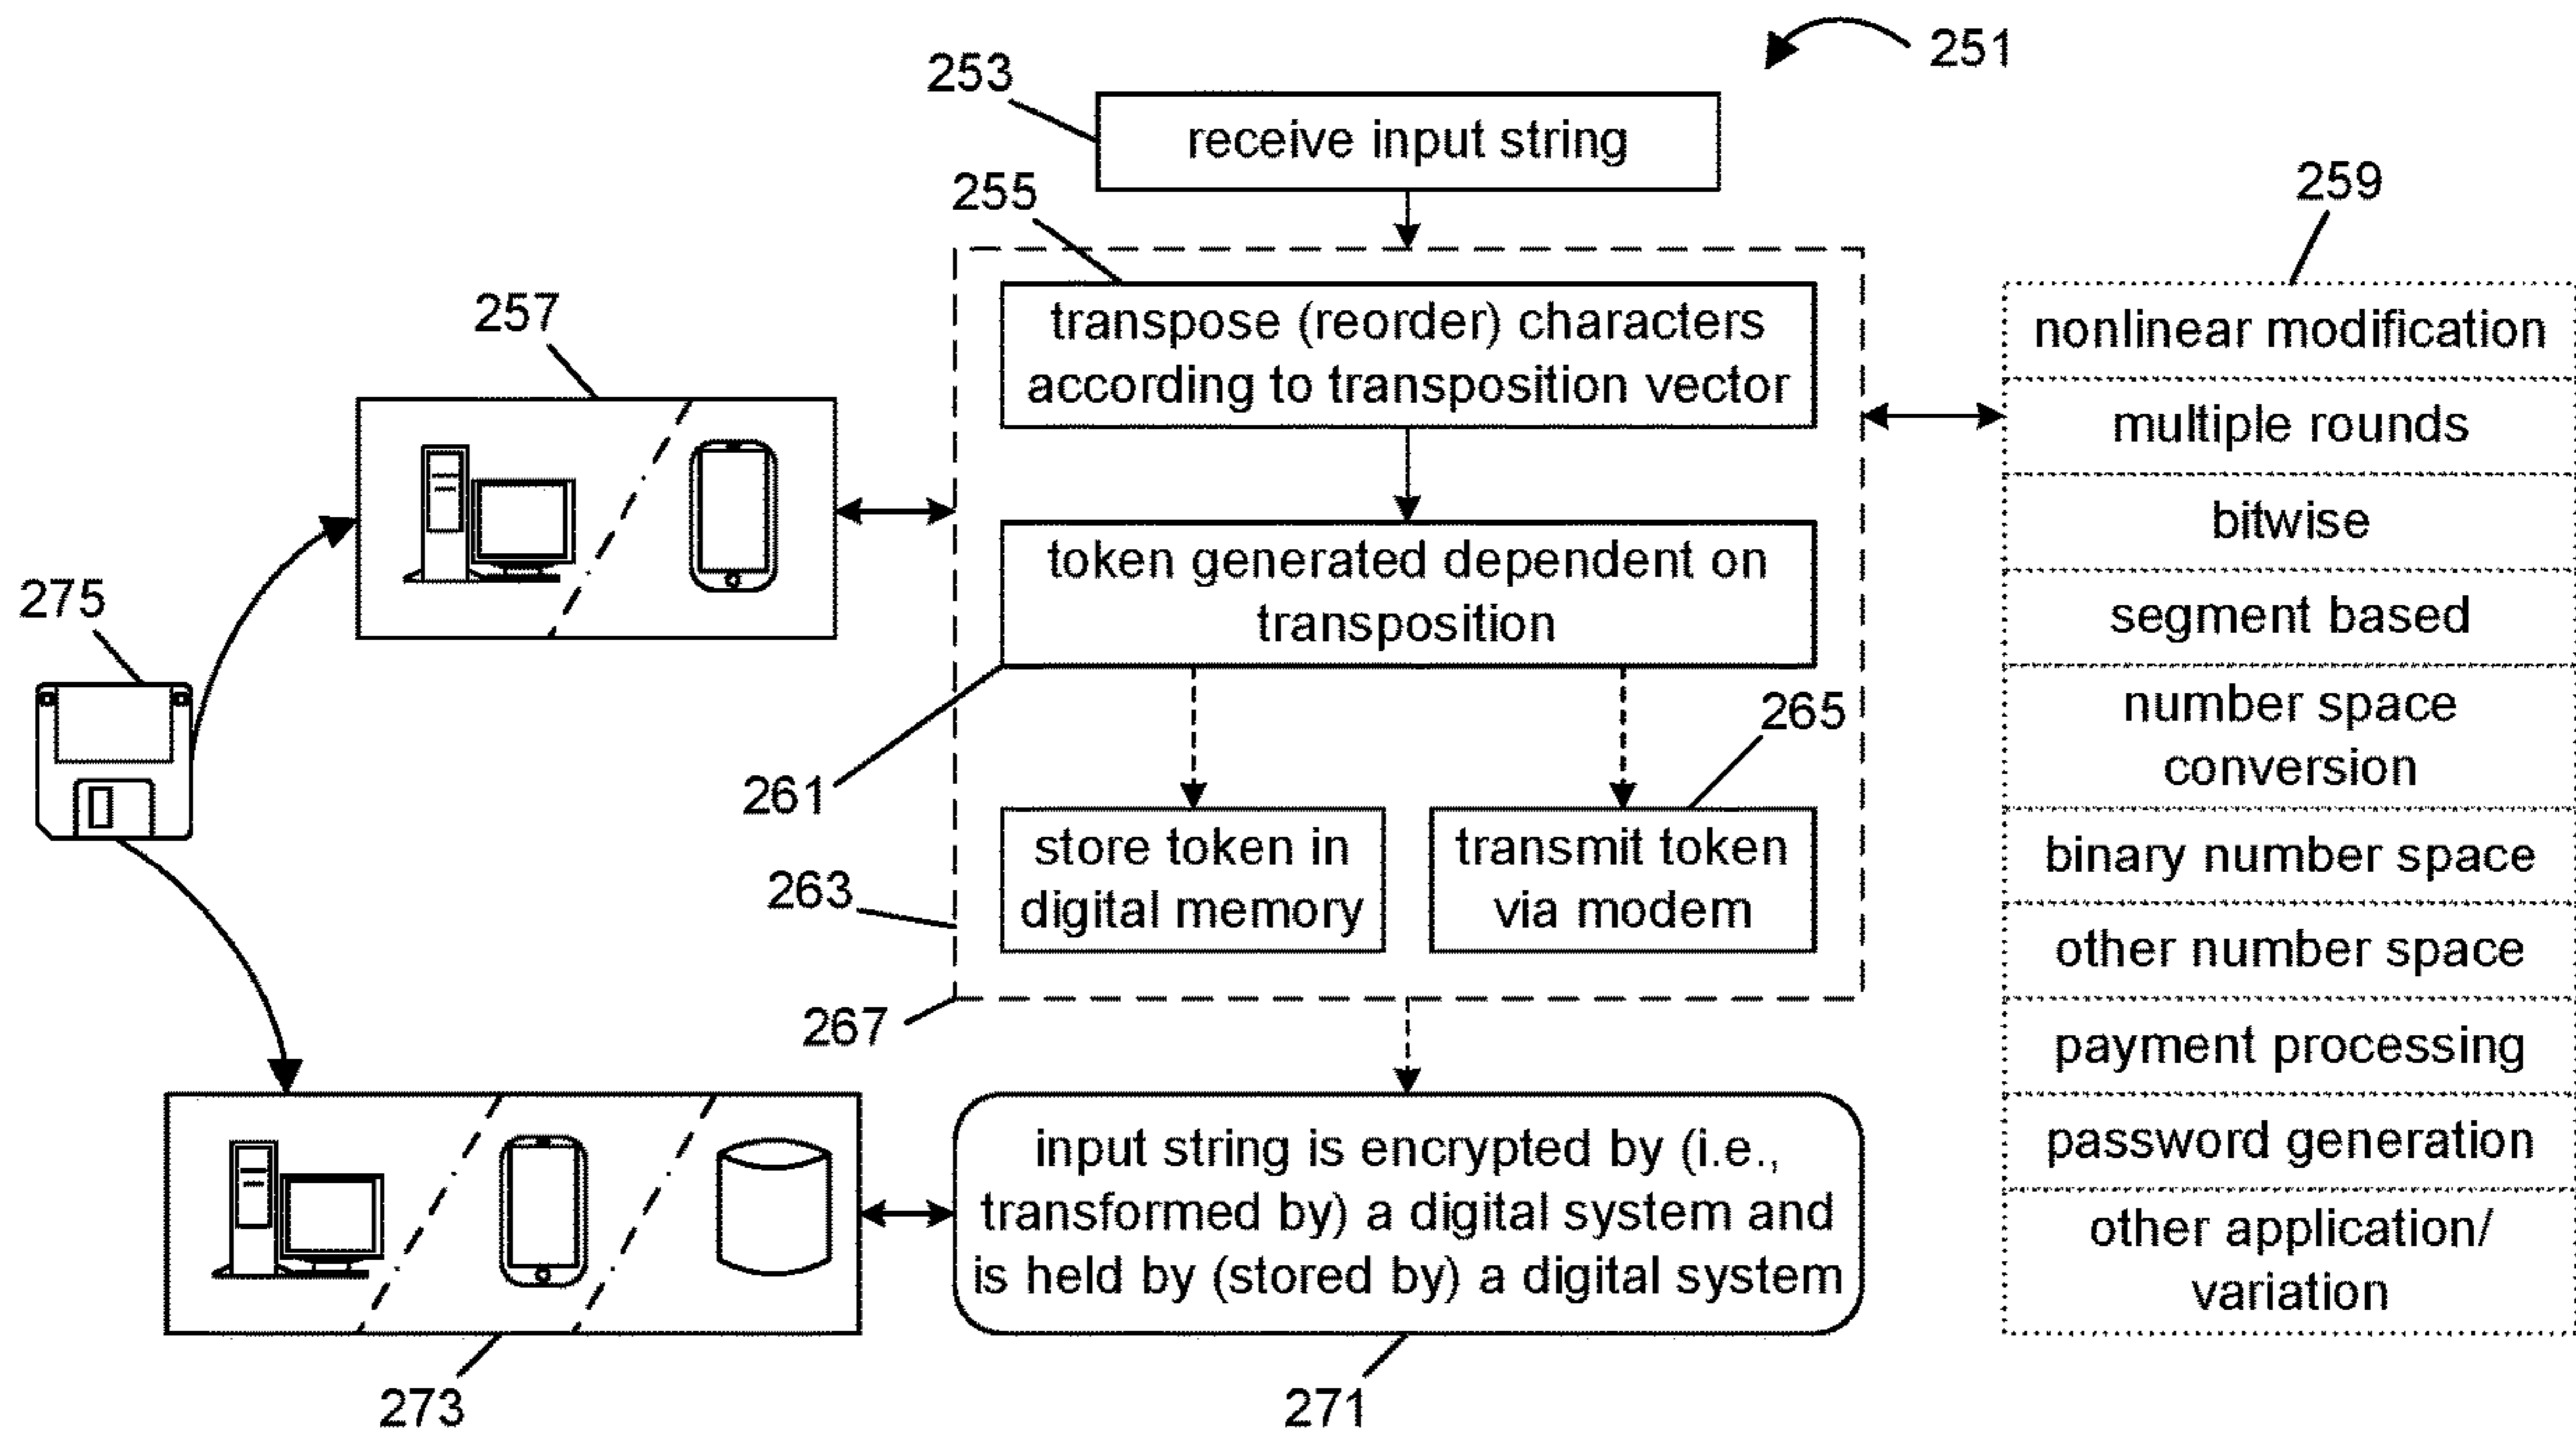 251
253
receive input string
255
259
transpose (reorder) characters
according to transposition vector
257
nonlinear modification
multiple rounds
bitwise
segment based
number space
conversion
binary number space
other number space
payment processing
password generation
other application/
variation
token generated dependent on
transposition
275
261
265
store token in
digital memory
transmit token
via modem
263
267
input string is encrypted by (i.e.,
transformed by) a digital system and
is held by (stored by) a digital system
273
271